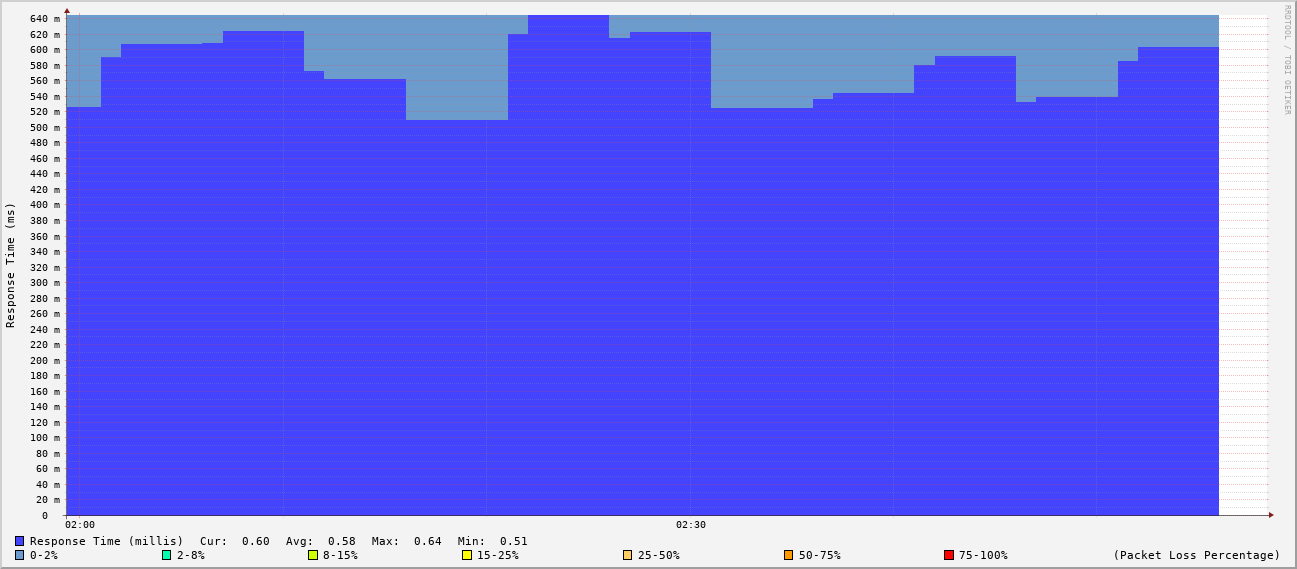 640 m
620 m
600 m
580 m
560 m
540 m
520 m
500 m
480 m
460 m
440 m
420 m
400 m
380 m
360 m
340 m
320 m
300 m
280 m
260 m
240 m
220 m
200 m
180 m
160 m
140 m
120 m
100 m
80 m
60 m
40 m
20 m
0
Response Time (ms)
RRDTOOL / TOBI OETIKER
02:00 02:30
Response Time (millis) Cur: 0.60 Avg: 0.58 Max: 0.64 Min: 0.51
0-2% 2-8% 8-15% 15-25% 25-50% 50-75% 75-100% (Packet Loss Percentage)